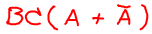 BC(A + Ā)